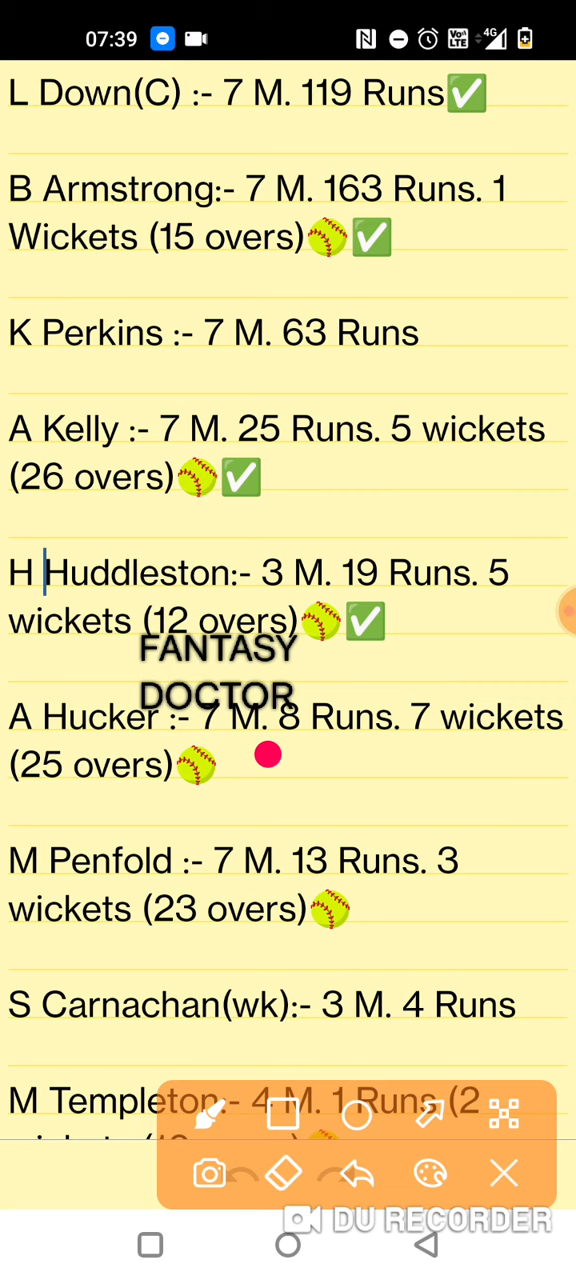 07:39
VoD LTE 4G
L Down(C) :- 7 M. 119 Runs✅
B Armstrong:- 7 M. 163 Runs. 1
Wickets (15 overs)🥎✅
K Perkins :- 7 M. 63 Runs
A Kelly :- 7 M. 25 Runs. 5 wickets
(26 overs)🥎✅
H Huddleston:- 3 M. 19 Runs. 5
wickets (12 overs)🥎✅
FANTASY
DOCTOR
A Hucker :- 7 M. 8 Runs. 7 wickets
(25 overs)🥎
M Penfold :- 7 M. 13 Runs. 3
wickets (23 overs)🥎
S Carnachan(wk):- 3 M. 4 Runs
M Templeton:- 4 M. 1 Runs (2
DU RECORDER